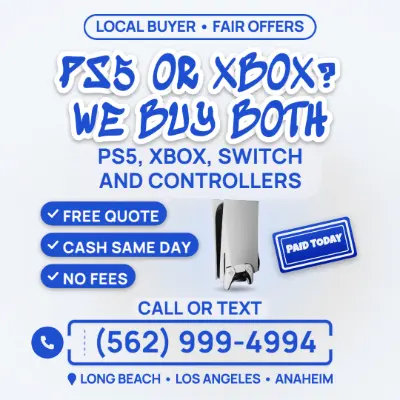 LOCAL BUYER • FAIR OFFERS
PS5 OR XBOX?
WE BUY BOTH
PS5, XBOX, SWITCH
AND CONTROLLERS
FREE QUOTE
CASH SAME DAY
NO FEES
PAID TODAY
CALL OR TEXT
(562) 999-4994
LONG BEACH • LOS ANGELES • ANAHEIM